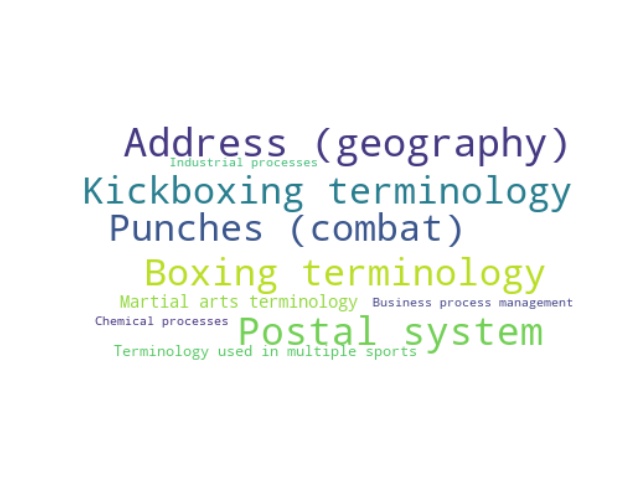 Address (geography)
Industrial processes
Kickboxing terminology
Punches (combat)
Boxing terminology
Martial arts terminology
Business process management
Chemical processes
Postal system
Terminology used in multiple sports